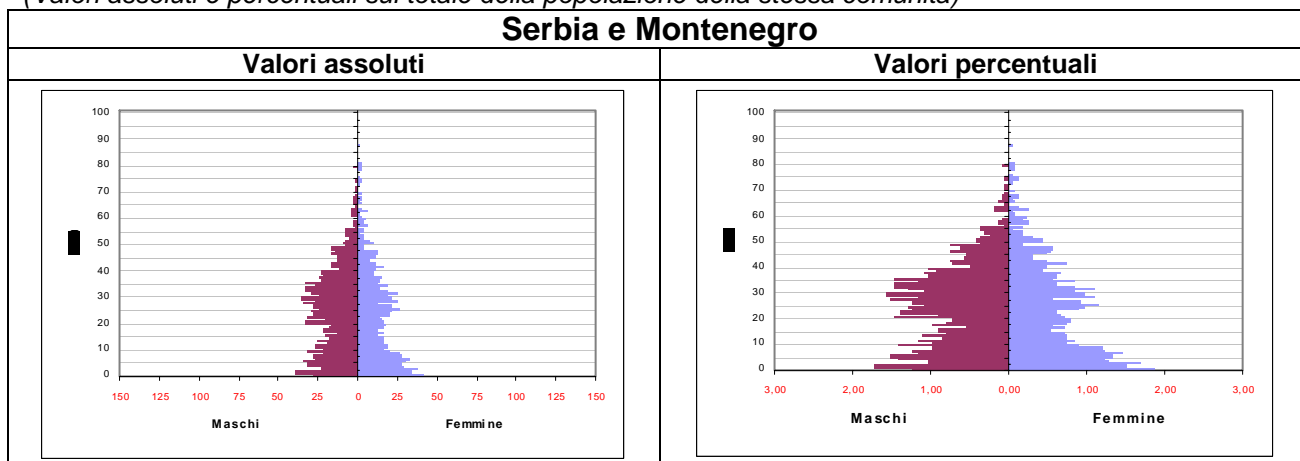 (Valori assoluti e percentuali sul totale della popolazione della stessa comunità)
Serbia e Montenegro
Valori assoluti
Valori percentuali
100
90
80
70
60
50
40
30
20
10
0
150 125 100 75 50 25 0 25 50 75 100 125 150
Maschi Femmine
100
90
80
70
60
50
40
30
20
10
0
3,00 2,00 1,00 0,00 1,00 2,00 3,00
Maschi Femmine